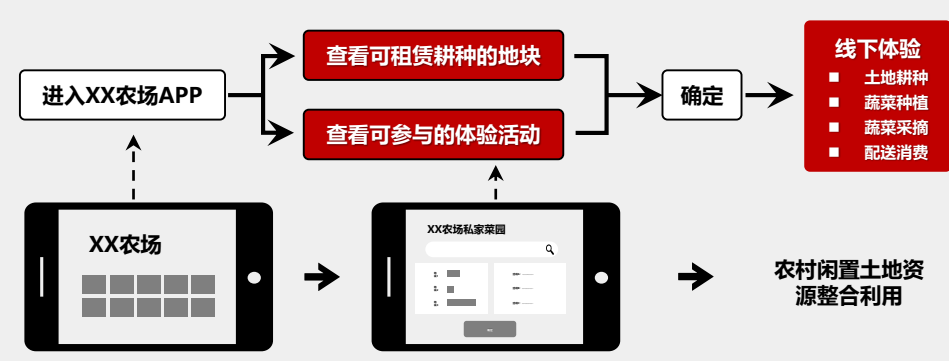 查看可租赁耕种的地块
进入XX农场APP
查看可参与的体验活动
确定
线下体验
土地耕种
蔬菜种植
蔬菜采摘
配送消费
XX农场
XX农场私家菜园
农村闲置土地资
源整合利用